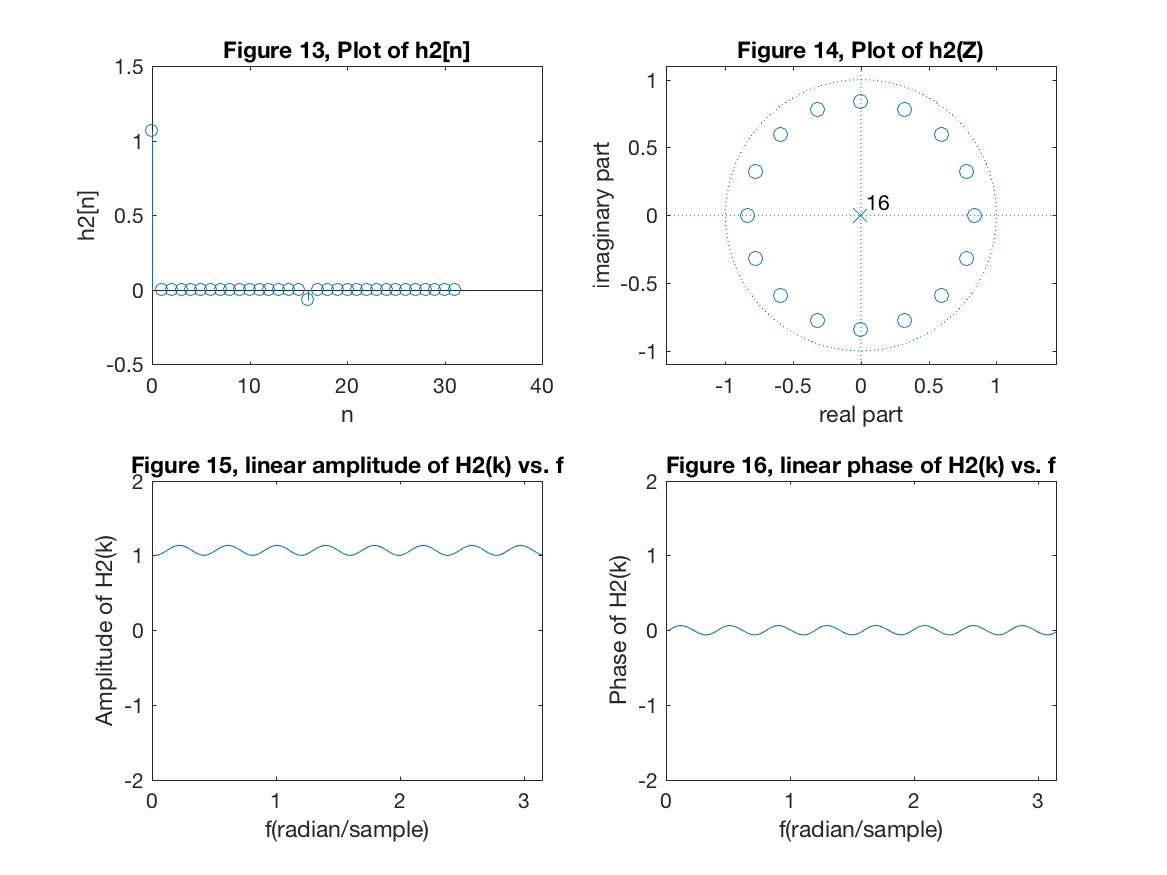 Figure 13, Plot of h2[n]
1.5
1
0.5
0
-0.5
h2[n]
0 10 20 30 40
n
Figure 14, Plot of h2(Z)
1
0.5
0
-0.5
-1
imaginary part
16
-1 -0.5 0 0.5 1
real part
Figure 15, linear amplitude of H2(k) vs. f
2
1
0
-1
-2
Amplitude of H2(k)
0 1 2 3
f(radian/sample)
Figure 16, linear phase of H2(k) vs. f
2
1
0
-1
-2
Phase of H2(k)
0 1 2 3
f(radian/sample)